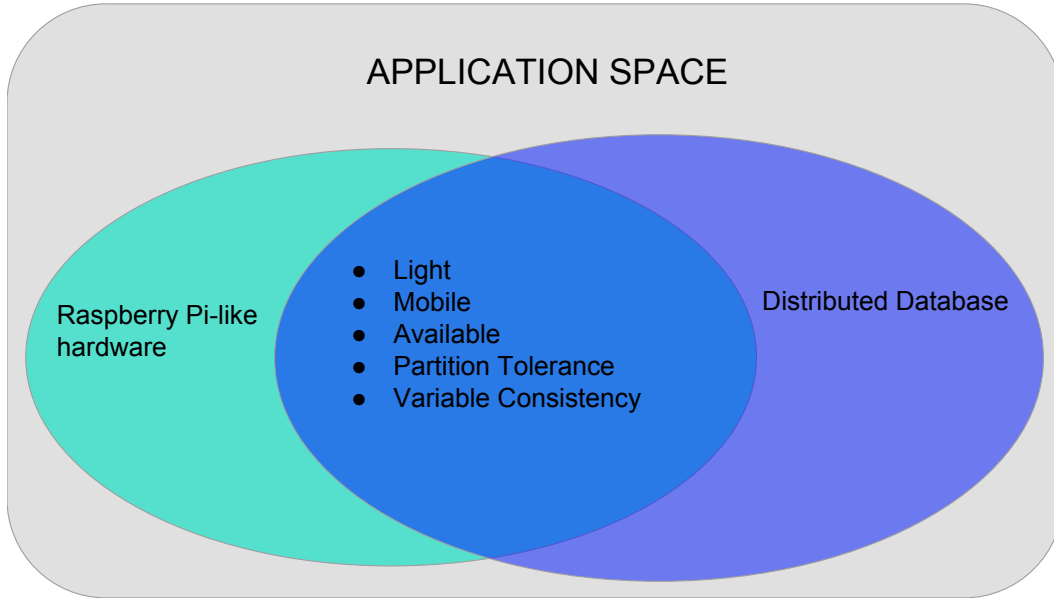 APPLICATION SPACE
Raspberry Pi-like
hardware
● Light
● Mobile
● Available
● Partition Tolerance
● Variable Consistency
Distributed Database